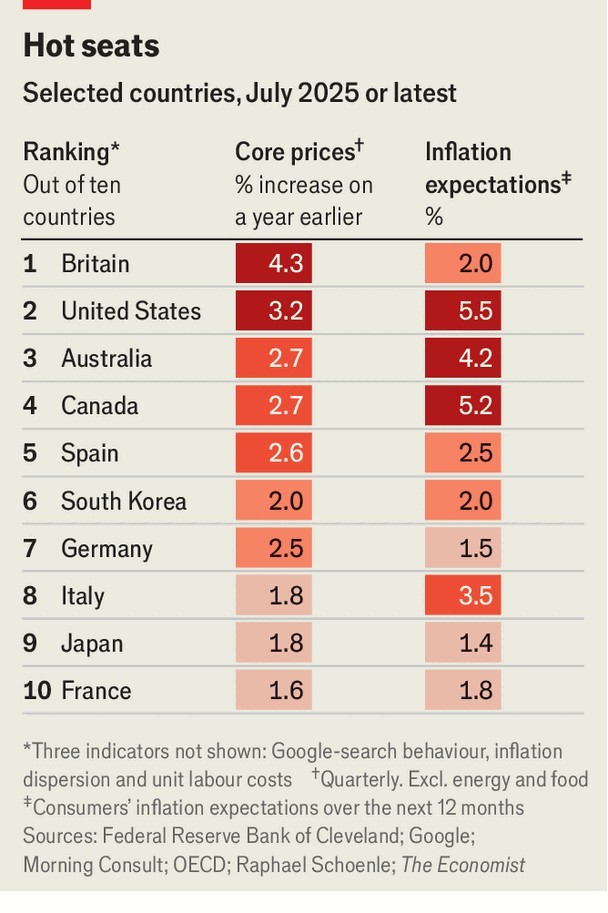 Hot seats
Selected countries, July 2025 or latest
Ranking* Core prices† Inflation
Out of ten % increase on expectations‡
countries a year earlier %
1 Britain 4.3 2.0
2 United States 3.2 5.5
3 Australia 2.7 4.2
4 Canada 2.7 5.2
5 Spain 2.6 2.5
6 South Korea 2.0 2.0
7 Germany 2.5 1.5
8 Italy 1.8 3.5
9 Japan 1.8 1.4
10 France 1.6 1.8
*Three indicators not shown: Google-search behaviour, inflation
dispersion and unit labour costs †Quarterly. Excl. energy and food
‡Consumers’ inflation expectations over the next 12 months
Sources: Federal Reserve Bank of Cleveland; Google;
Morning Consult; OECD; Raphael Schoenle; The Economist